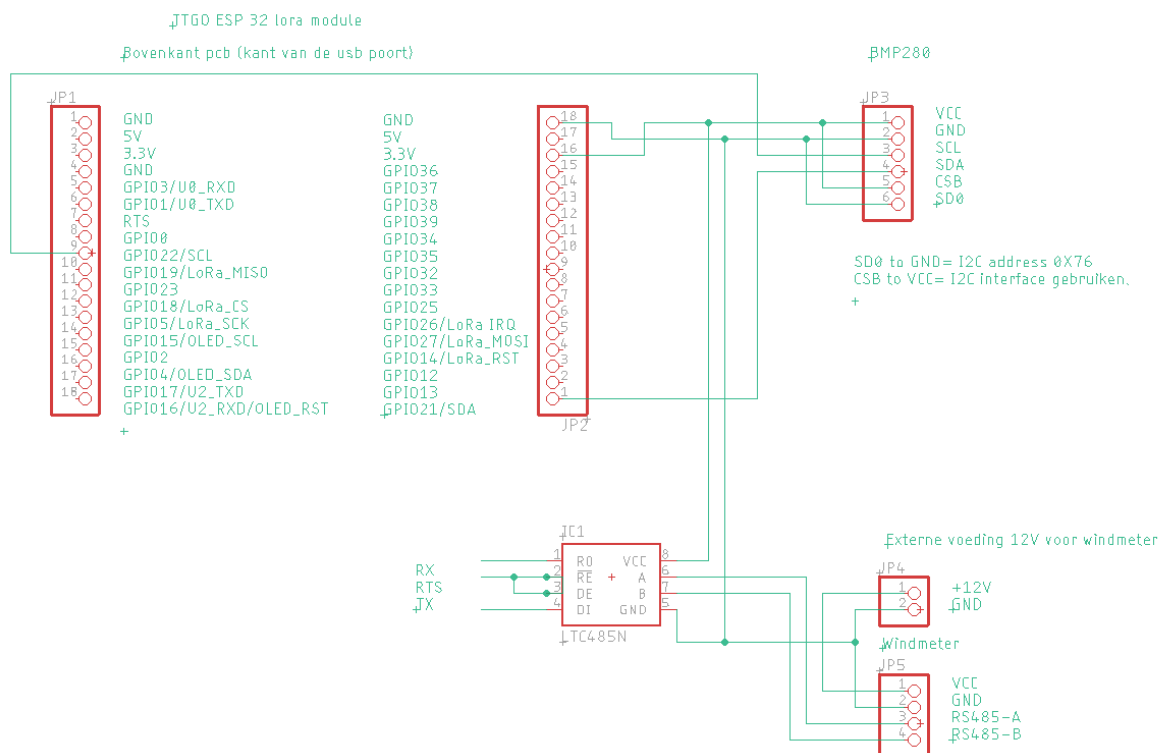 TTGO ESP 32 lora module
Bovenkant pcb (kant van de usb poort)
BMP280
JP1
1 GND
2 5V
3 3.3V
4 GND
5 GPIO3/U0_RXD
6 GPIO1/U0_TXD
7 RTS
8 GPIO0
9 GPIO22/SCL
10 GPIO19/LoRa_MISO
11 GPIO23
12 GPIO18/LoRa_CS
13 GPIO5/LoRa_SCK
14 GPIO15/OLED_SCL
15 GPIO2
16 GPIO4/OLED_SDA
17 GPIO17/U2_TXD
18 GPIO16/U2_RXD/OLED_RST
GND 18
5V 17
3.3V 16
GPIO36 15
GPIO37 14
GPIO38 13
GPIO39 12
GPIO34 11
GPIO35 10
GPIO32 9
GPIO33 8
GPIO25 7
GPIO26/LoRa IRQ 6
GPIO27/LoRa_MOSI 5
GPIO14/LoRa_RST 4
GPIO12 3
GPIO13 2
GPIO21/SDA 1
JP2
JP3
1 VCC
2 GND
3 SCL
4 SDA
5 CSB
6 SD0
SD0 to GND= I2C address 0X76
CSB to VCC= I2C interface gebruiken.
IC1
RX
RTS
TX
1 RO VCC 8
2 RE A 6
3 DE B 7
4 DI GND 5
LTC485N
Externe voeding 12V voor windmeter
JP4
1 +12V
2 GND
Windmeter
JP5
1 VCC
2 GND
3 RS485-A
4 RS485-B